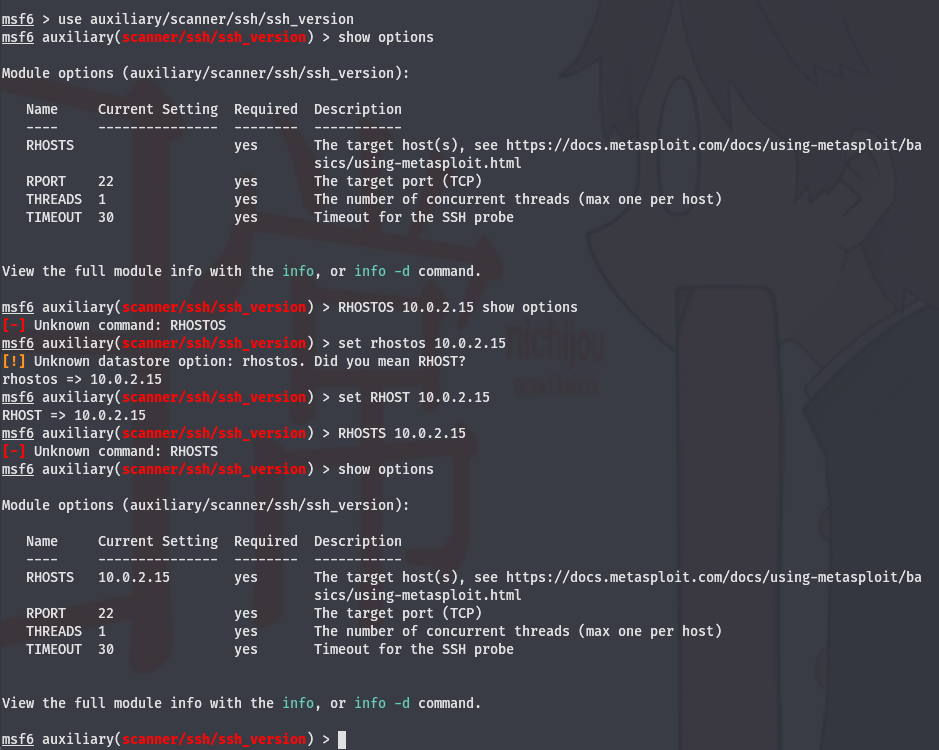 msf6 > use auxiliary/scanner/ssh/ssh_version
msf6 auxiliary(scanner/ssh/ssh_version) > show options
Module options (auxiliary/scanner/ssh/ssh_version):
Name Current Setting Required Description
---- --------------- -------- -----------
RHOSTS yes The target host(s), see https://docs.metasploit.com/docs/using-metasploit/ba
sics/using-metasploit.html
RPORT 22 yes The target port (TCP)
THREADS 1 yes The number of concurrent threads (max one per host)
TIMEOUT 30 yes Timeout for the SSH probe
View the full module info with the info, or info -d command.
msf6 auxiliary(scanner/ssh/ssh_version) > RHOSTOS 10.0.2.15 show options
[-] Unknown command: RHOSTOS
msf6 auxiliary(scanner/ssh/ssh_version) > set rhostos 10.0.2.15
[!] Unknown datastore option: rhostos. Did you mean RHOST?
rhostos => 10.0.2.15
msf6 auxiliary(scanner/ssh/ssh_version) > set RHOST 10.0.2.15
RHOST => 10.0.2.15
msf6 auxiliary(scanner/ssh/ssh_version) > RHOSTS 10.0.2.15
[-] Unknown command: RHOSTS
msf6 auxiliary(scanner/ssh/ssh_version) > show options
Module options (auxiliary/scanner/ssh/ssh_version):
Name Current Setting Required Description
---- --------------- -------- -----------
RHOSTS 10.0.2.15 yes The target host(s), see https://docs.metasploit.com/docs/using-metasploit/ba
sics/using-metasploit.html
RPORT 22 yes The target port (TCP)
THREADS 1 yes The number of concurrent threads (max one per host)
TIMEOUT 30 yes Timeout for the SSH probe
View the full module info with the info, or info -d command.
msf6 auxiliary(scanner/ssh/ssh_version) >
nichijou